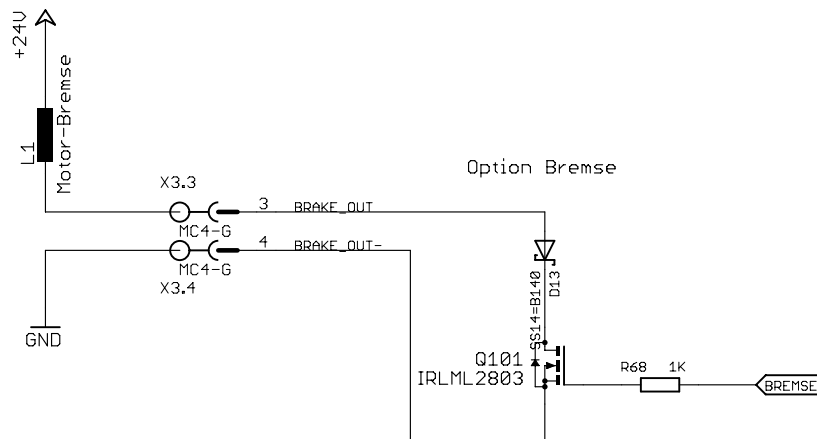 +24V
L1
Motor-Bremse
Option Bremse
X3.3
3 BRAKE_OUT
MC4-G
4 BRAKE_OUT-
MC4-G
X3.4
GND
SS14=B140
D13
Q101
IRLML2803
R68 1K
BREMSE